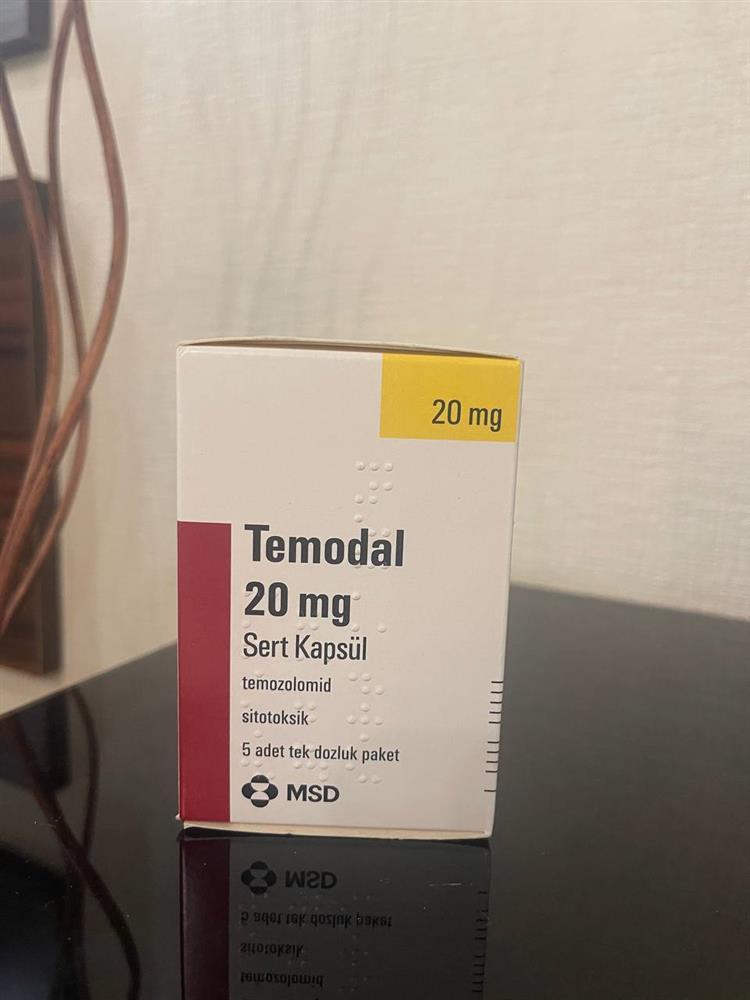 20 mg
Temodal
20 mg
Sert Kapsül
temozolomid
sitotoksik
5 adet tek dozluk paket
MSD